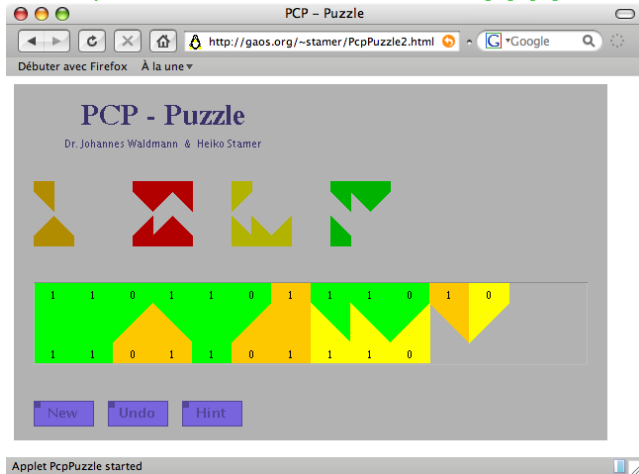 PCP – Puzzle
http://gaos.org/~stamer/PcpPuzzle2.html
G
Google
Débuter avec Firefox À la une
PCP - Puzzle
Dr. Johannes Waldmann & Heiko Stamer
1 1 0 1 1 0 1 1 1 0 1 0
1 1 0 1 1 0 1 1 1 0
New Undo Hint
Applet PcpPuzzle started